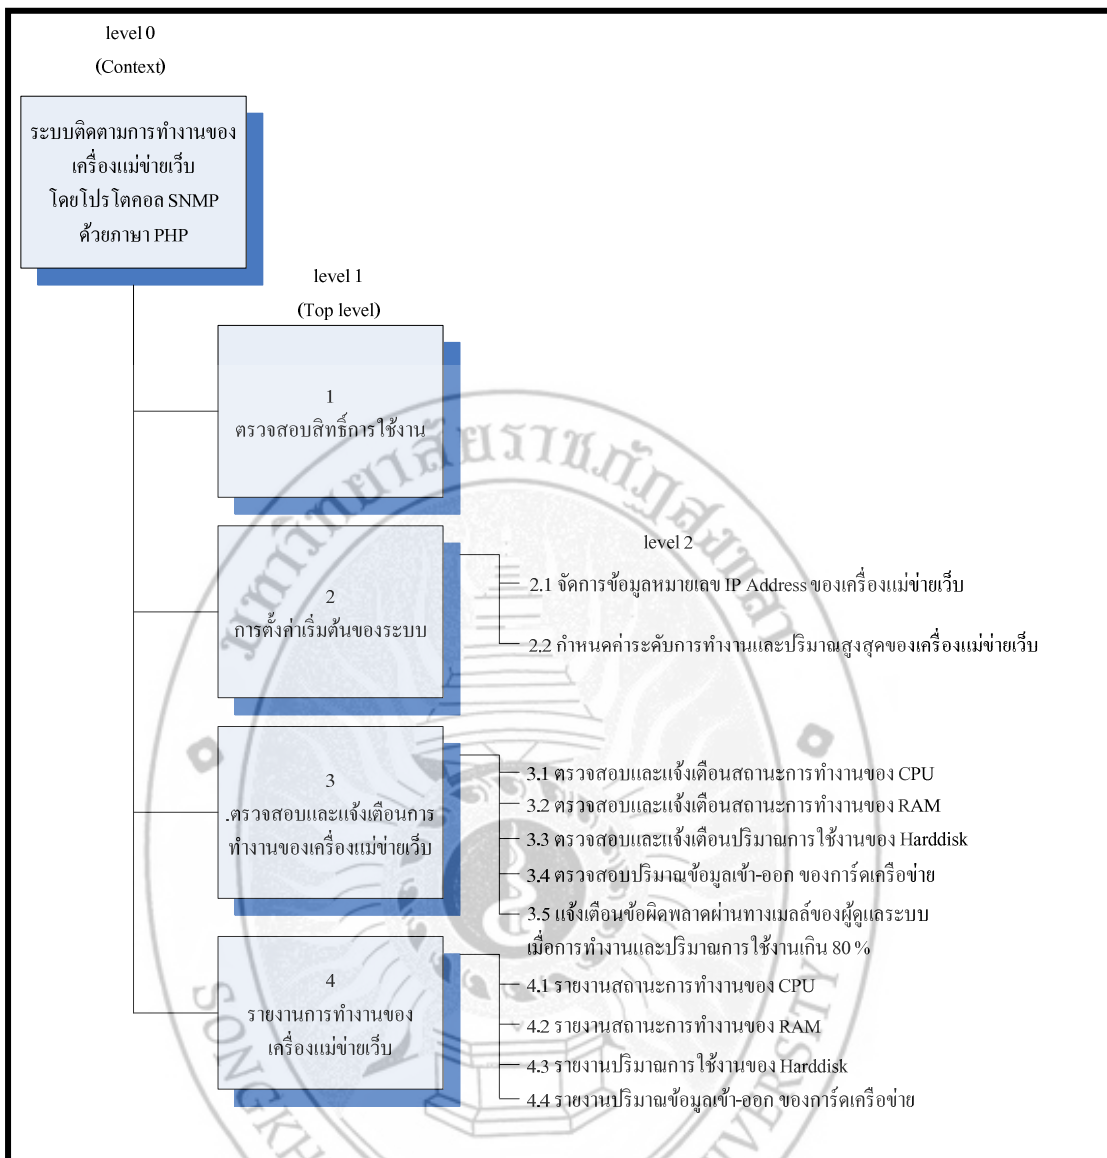 level 0
(Context)
ระบบติดตามการทำงานของ
เครื่องแม่ข่ายเว็บ
โดยโปรโตคอล SNMP
ด้วยภาษา PHP
level 1
(Top level)
1
ตรวจสอบสิทธิ์การใช้งาน
มหาวิทยาลัยราชภัฏสงขลา
2
การตั้งค่าเริ่มต้นของระบบ
level 2
2.1 จัดการข้อมูลหมายเลข IP Address ของเครื่องแม่ข่ายเว็บ
2.2 กำหนดค่าระดับการทำงานและปริมาณสูงสุดของเครื่องแม่ข่ายเว็บ
3
.ตรวจสอบและแจ้งเตือนการ
ทำงานของเครื่องแม่ข่ายเว็บ
3.1 ตรวจสอบและแจ้งเตือนสถานะการทำงานของ CPU
3.2 ตรวจสอบและแจ้งเตือนสถานะการทำงานของ RAM
3.3 ตรวจสอบและแจ้งเตือนปริมาณการใช้งานของ Harddisk
3.4 ตรวจสอบปริมาณข้อมูลเข้า-ออก ของการ์ดเครือข่าย
3.5 แจ้งเตือนข้อผิดพลาดผ่านทางเมลล์ของผู้ดูแลระบบ
เมื่อการทำงานและปริมาณการใช้งานเกิน 80 %
4
รายงานการทำงานของ
เครื่องแม่ข่ายเว็บ
4.1 รายงานสถานะการทำงานของ CPU
4.2 รายงานสถานะการทำงานของ RAM
4.3 รายงานปริมาณการใช้งานของ Harddisk
4.4 รายงานปริมาณข้อมูลเข้า-ออก ของการ์ดเครือข่าย